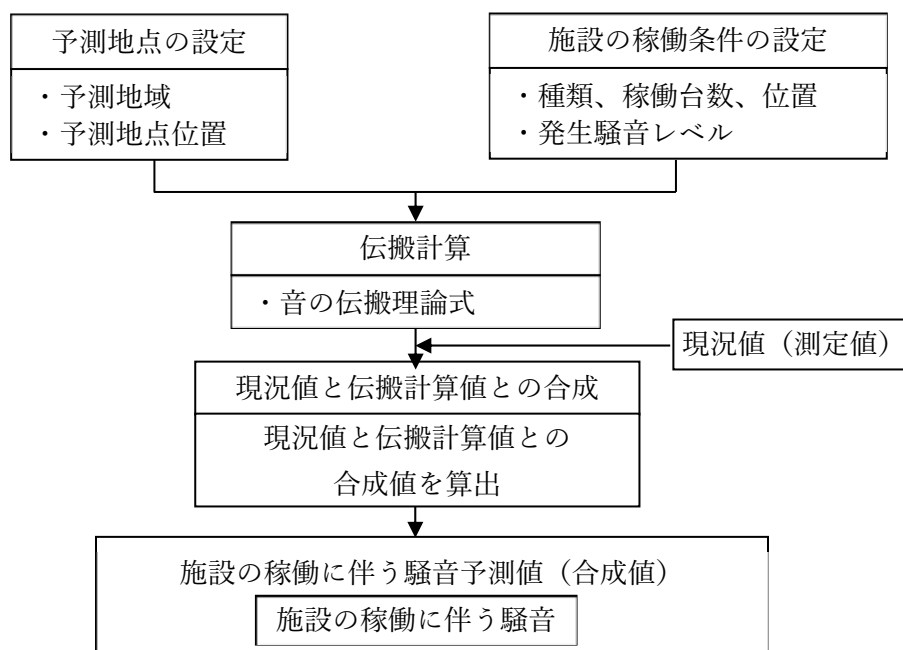 予測地点の設定
・予測地域
・予測地点位置
施設の稼働条件の設定
・種類、稼働台数、位置
・発生騒音レベル
伝搬計算
・音の伝搬理論式
現況値（測定値）
現況値と伝搬計算値との合成
現況値と伝搬計算値との
合成値を算出
施設の稼働に伴う騒音予測値（合成値）
施設の稼働に伴う騒音